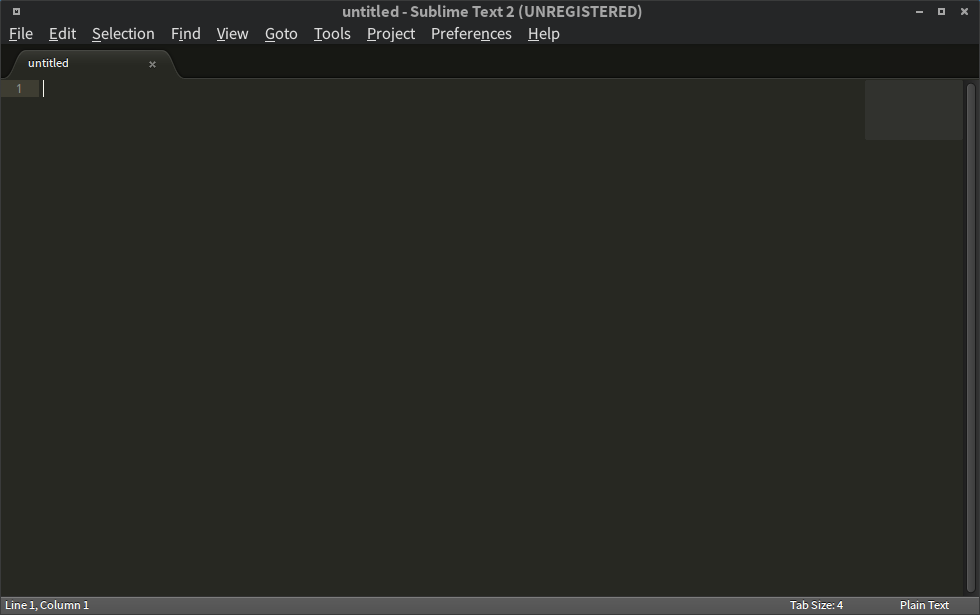 untitled - Sublime Text 2 (UNREGISTERED)
File Edit Selection Find View Goto Tools Project Preferences Help
untitled
1
Line 1, Column 1 Tab Size: 4 Plain Text